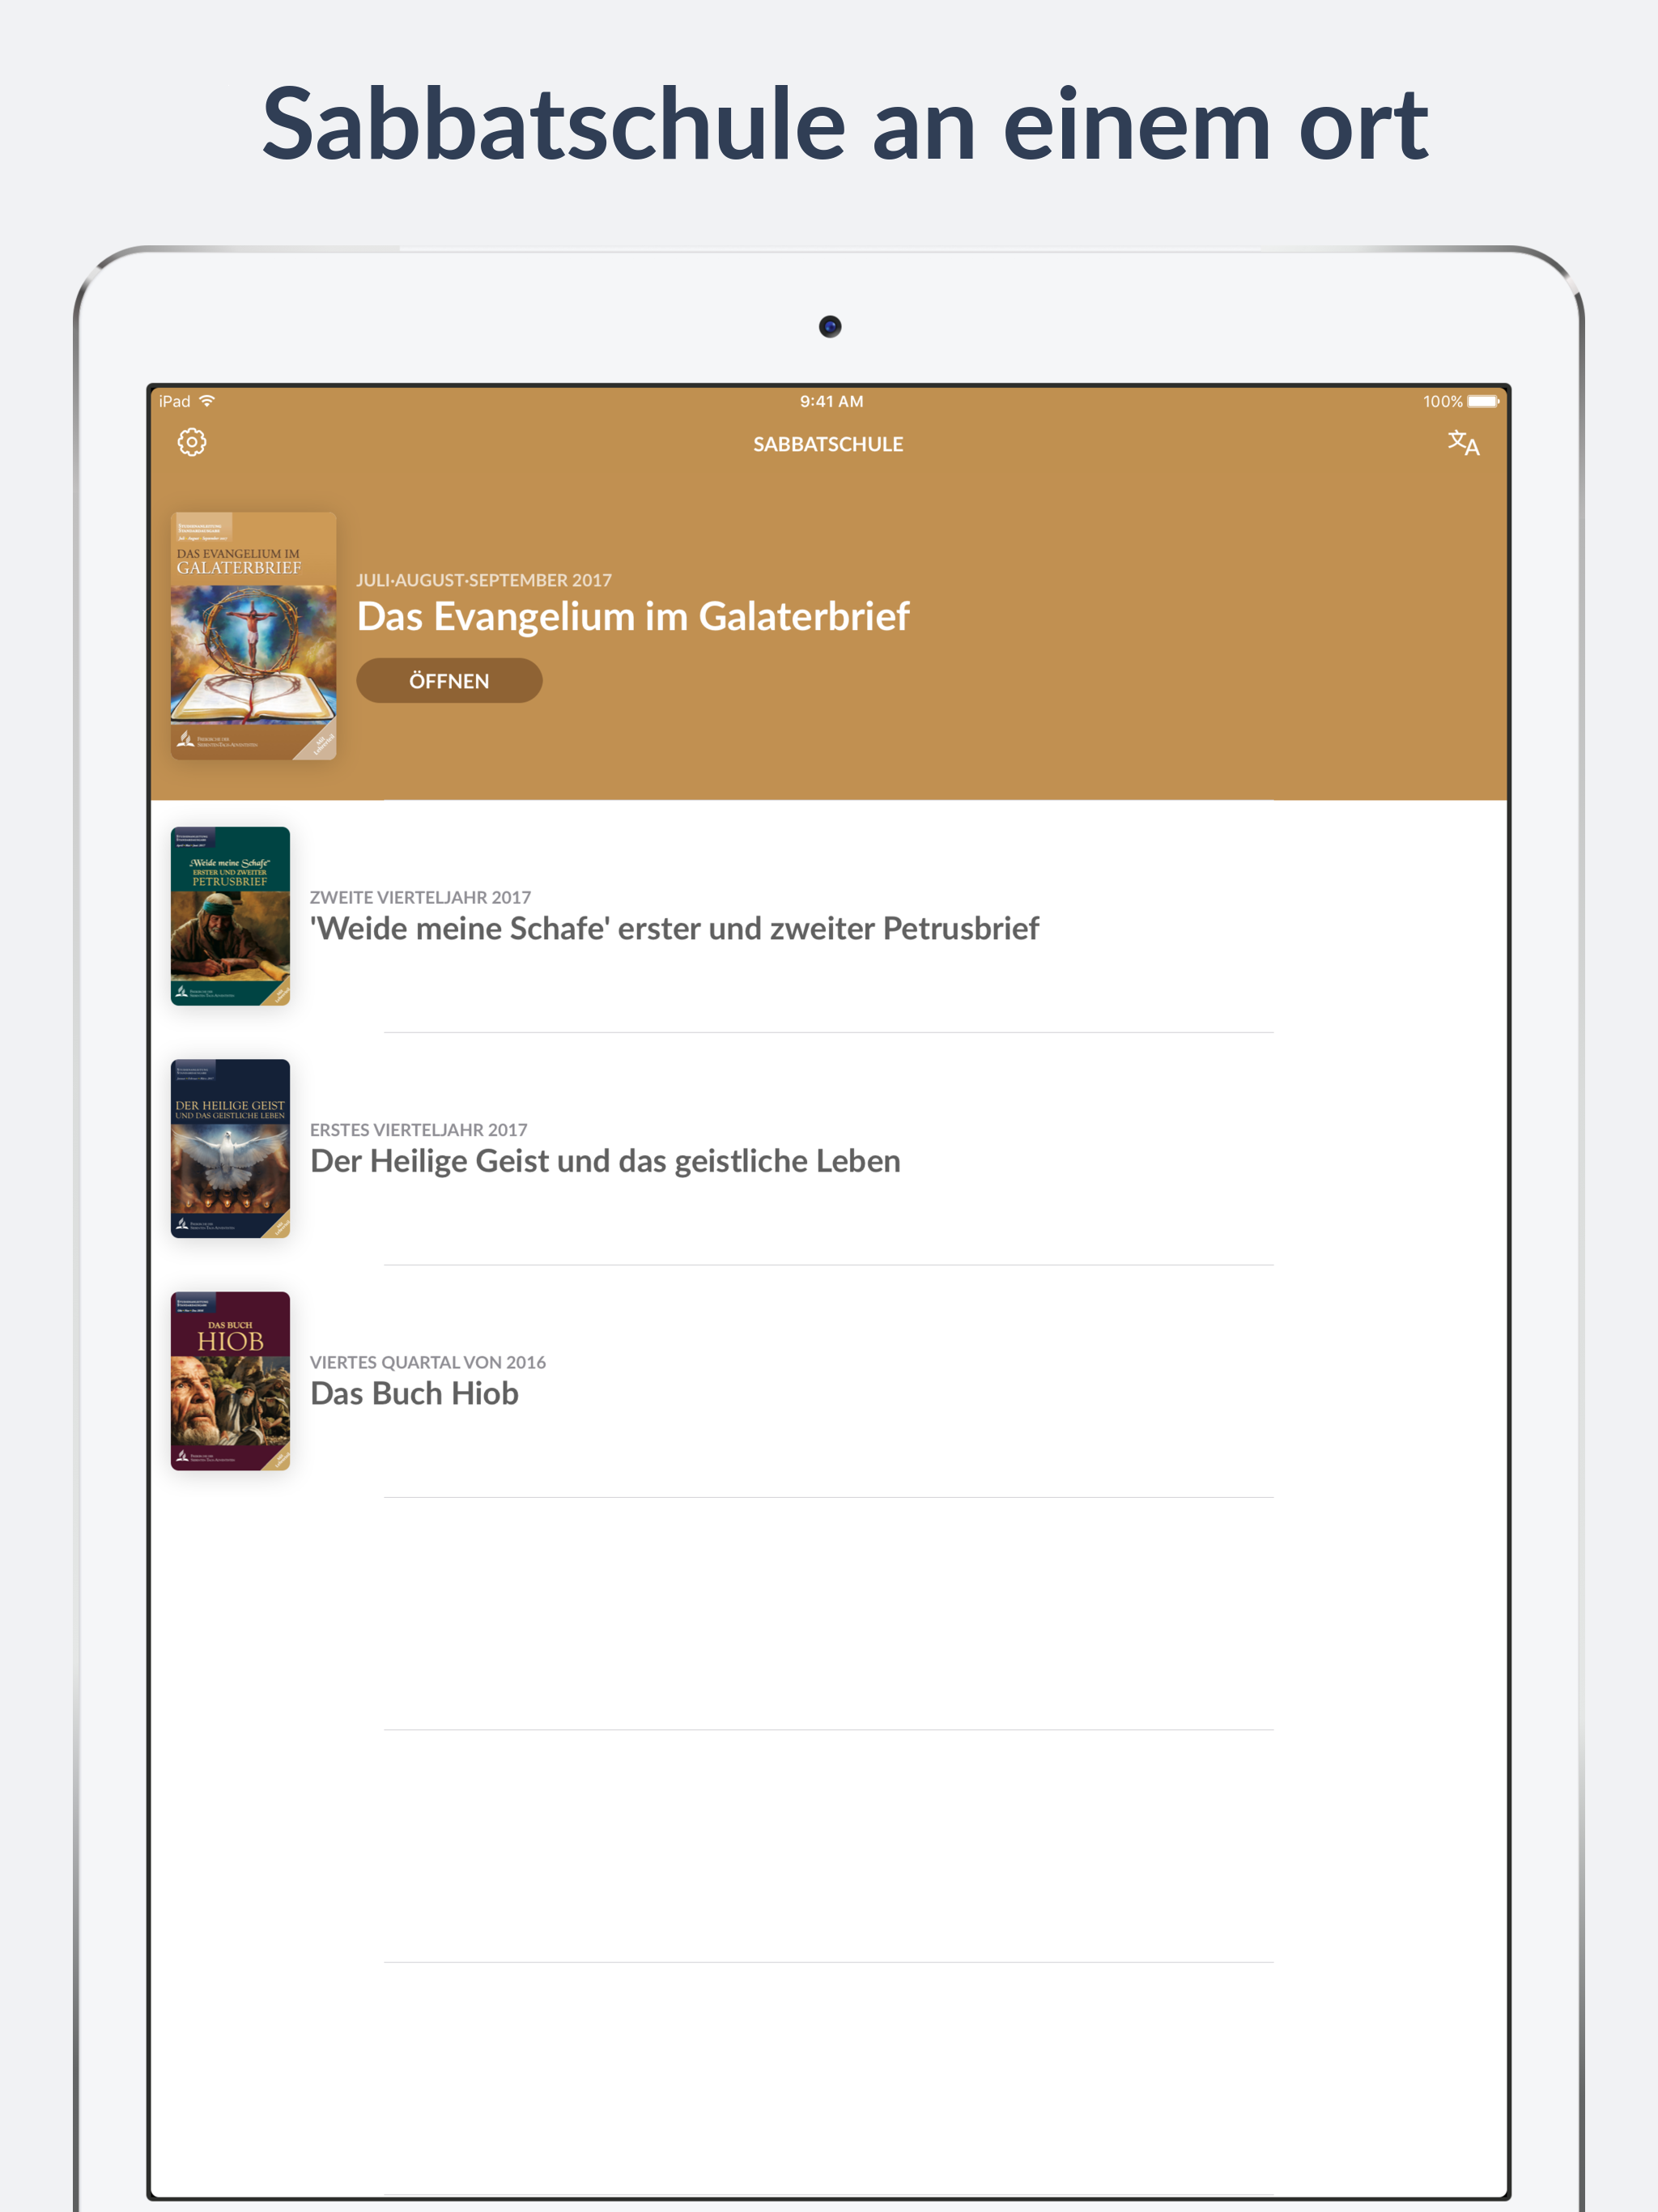 Sabbatschule an einem ort
iPad
9:41 AM
100%
SABBATSCHULE
文A
DAS EVANGELIUM IM
GALATERBRIEF
JULI·AUGUST·SEPTEMBER 2017
Das Evangelium im Galaterbrief
ÖFFNEN
„Weide meine Schafe“
ERSTER UND ZWEITER
PETRUSBRIEF
ZWEITE VIERTELJAHR 2017
'Weide meine Schafe' erster und zweiter Petrusbrief
DER HEILIGE GEIST
UND DAS GEISTLICHE LEBEN
ERSTES VIERTELJAHR 2017
Der Heilige Geist und das geistliche Leben
DAS BUCH
HIOB
VIERTES QUARTAL VON 2016
Das Buch Hiob